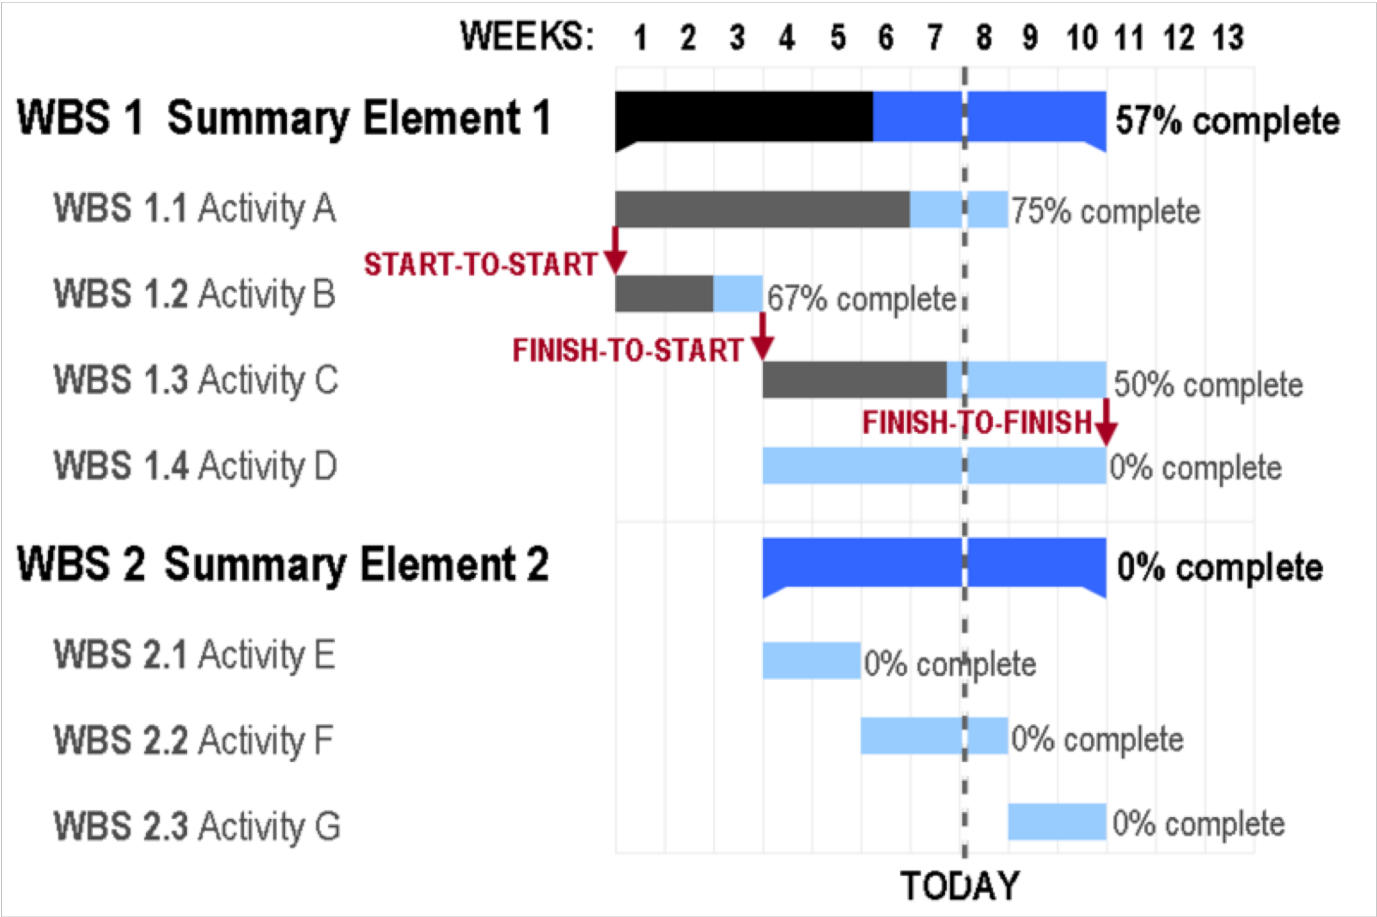 WEEKS: 1 2 3 4 5 6 7 8 9 10 11 12 13
WBS 1 Summary Element 1 57% complete
WBS 1.1 Activity A 75% complete
START-TO-START
WBS 1.2 Activity B 67% complete
FINISH-TO-START
WBS 1.3 Activity C 50% complete
FINISH-TO-FINISH
WBS 1.4 Activity D 0% complete
WBS 2 Summary Element 2 0% complete
WBS 2.1 Activity E 0% complete
WBS 2.2 Activity F 0% complete
WBS 2.3 Activity G 0% complete
TODAY